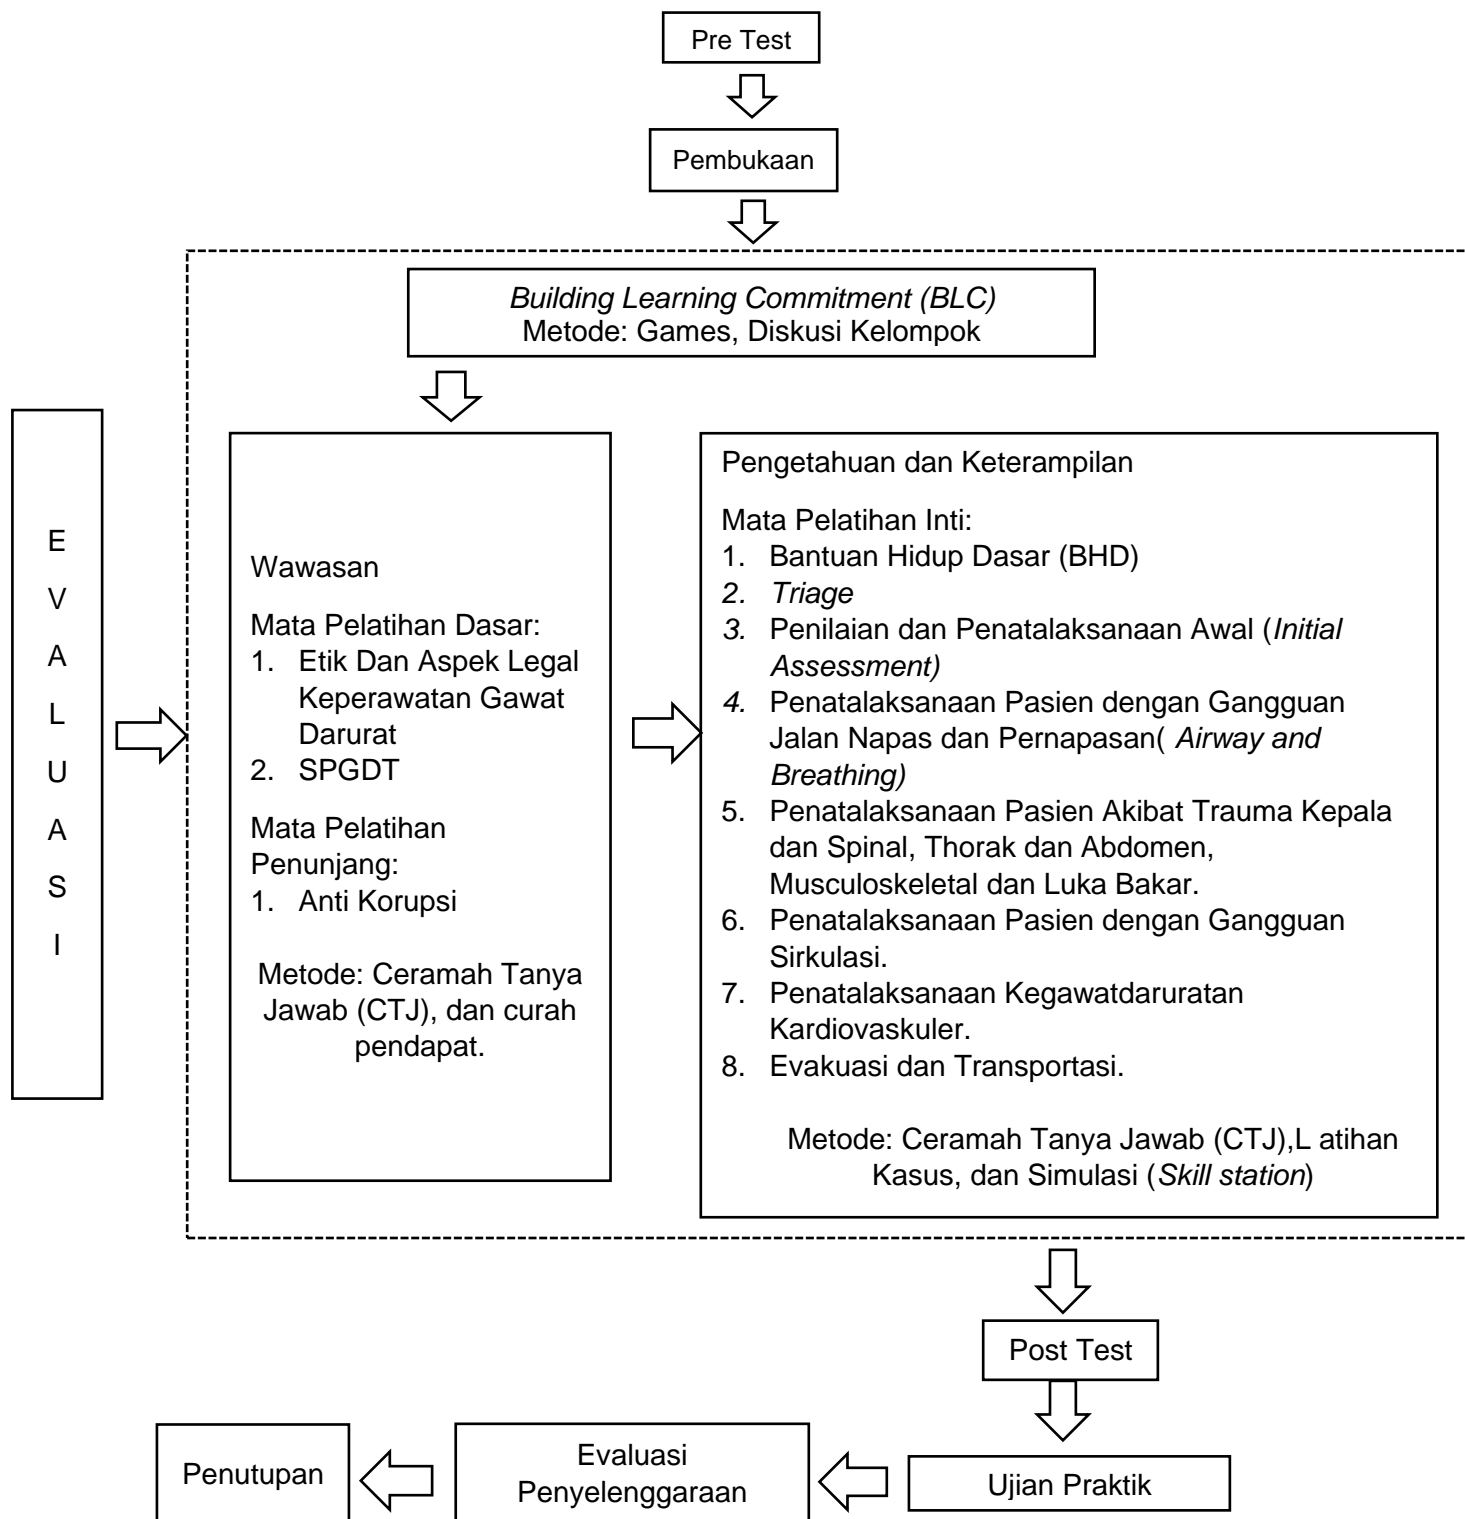 Pre Test
Pembukaan
Building Learning Commitment (BLC)
Metode: Games, Diskusi Kelompok
E
V
A
L
U
A
S
I
Wawasan
Mata Pelatihan Dasar:
1. Etik Dan Aspek Legal
Keperawatan Gawat
Darurat
2. SPGDT
Mata Pelatihan
Penunjang:
1. Anti Korupsi
Metode: Ceramah Tanya
Jawab (CTJ), dan curah
pendapat.
Pengetahuan dan Keterampilan
Mata Pelatihan Inti:
1. Bantuan Hidup Dasar (BHD)
2. Triage
3. Penilaian dan Penatalaksanaan Awal (Initial
Assessment)
4. Penatalaksanaan Pasien dengan Gangguan
Jalan Napas dan Pernapasan( Airway and
Breathing)
5. Penatalaksanaan Pasien Akibat Trauma Kepala
dan Spinal, Thorak dan Abdomen,
Musculoskeletal dan Luka Bakar.
6. Penatalaksanaan Pasien dengan Gangguan
Sirkulasi.
7. Penatalaksanaan Kegawatdaruratan
Kardiovaskuler.
8. Evakuasi dan Transportasi.
Metode: Ceramah Tanya Jawab (CTJ),L atihan
Kasus, dan Simulasi (Skill station)
Post Test
Ujian Praktik
Evaluasi
Penyelenggaraan
Penutupan